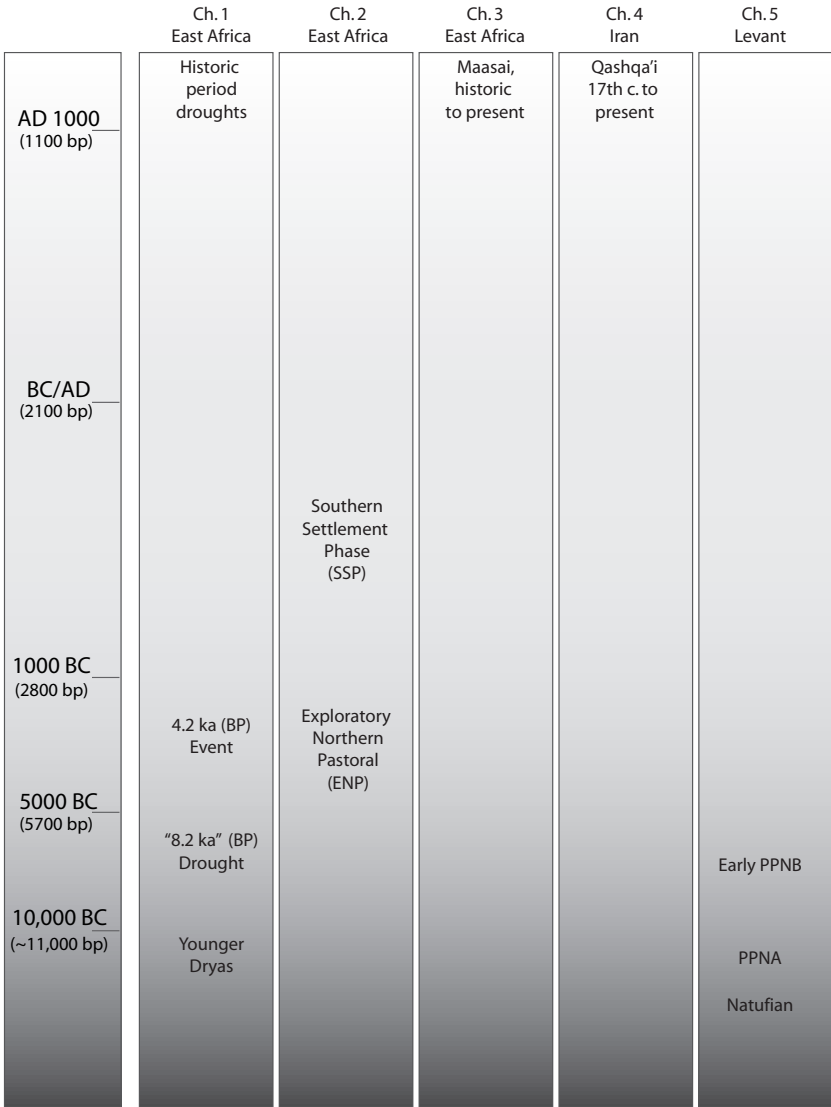 Ch. 1
East Africa
Ch. 2
East Africa
Ch. 3
East Africa
Ch. 4
Iran
Ch. 5
Levant
AD 1000
(1100 bp)
BC/AD
(2100 bp)
1000 BC
(2800 bp)
5000 BC
(5700 bp)
10,000 BC
(~11,000 bp)
Historic
period
droughts
4.2 ka (BP)
Event
“8.2 ka” (BP)
Drought
Younger
Dryas
Southern
Settlement
Phase
(SSP)
Exploratory
Northern
Pastoral
(ENP)
Maasai,
historic
to present
Qashqa’i
17th c. to
present
Early PPNB
PPNA
Natufian